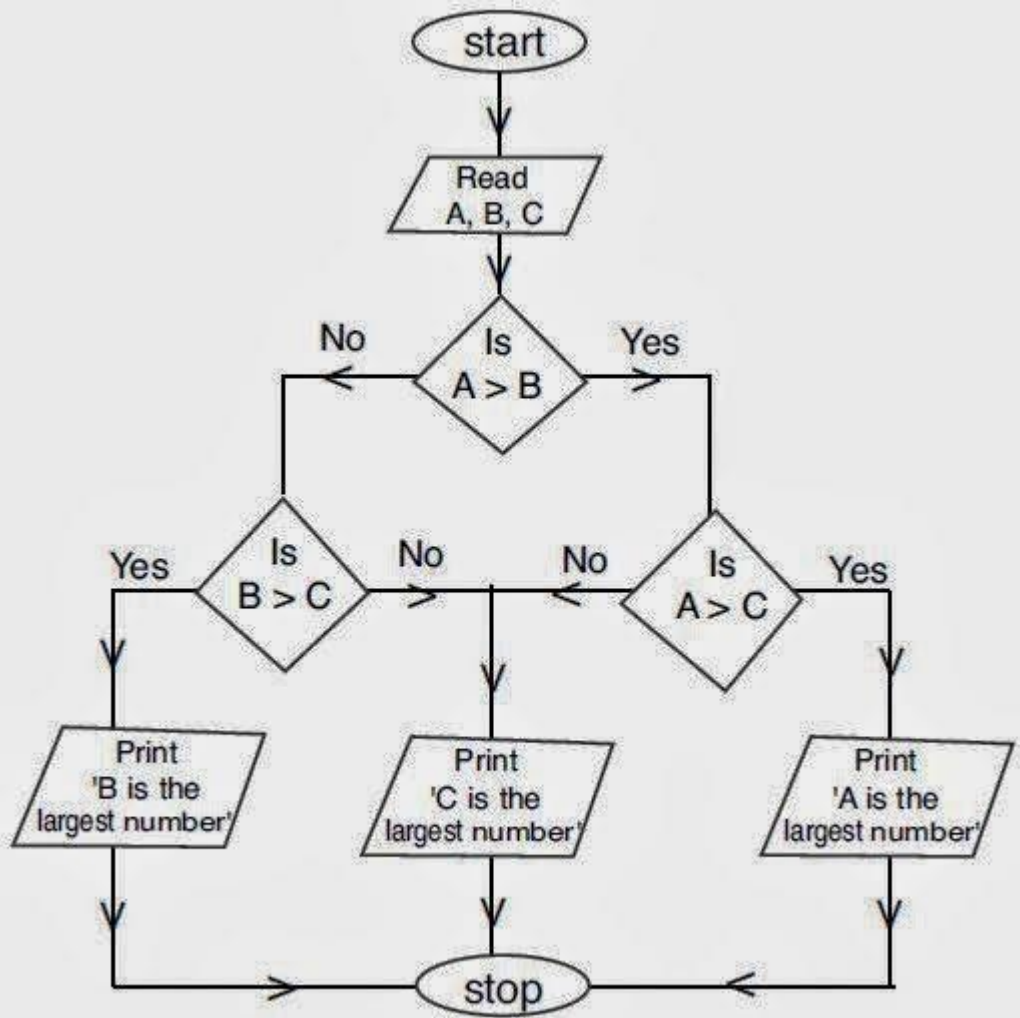 start
Read
A, B, C
No
Is
A > B
Yes
Yes
Is
B > C
No
No
Is
A > C
Yes
Print
'B is the
largest number'
Print
'C is the
largest number'
Print
'A is the
largest number'
stop